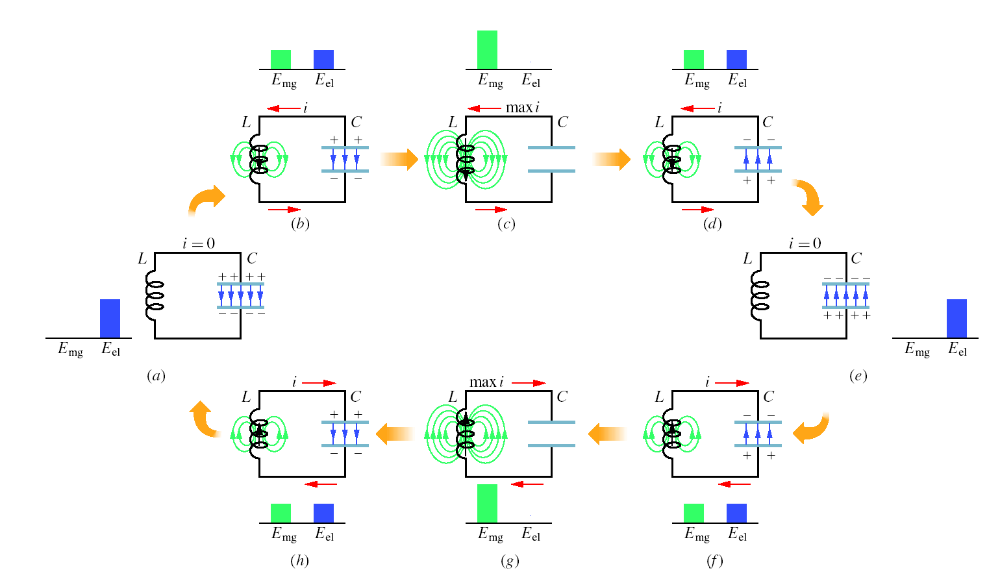 E_mg E_el
E_mg E_el
E_mg E_el
i
L C
+ +
− −
(b)
max i
L C
(c)
i
L C
− −
+ +
(d)
i = 0
L C
+ + + +
− − − −
E_mg E_el
(a)
i = 0
L C
− − − −
+ + + +
E_mg E_el
(e)
i
L C
+ +
− −
E_mg E_el
(h)
max i
L C
E_mg E_el
(g)
i
L C
− −
+ +
E_mg E_el
(f)